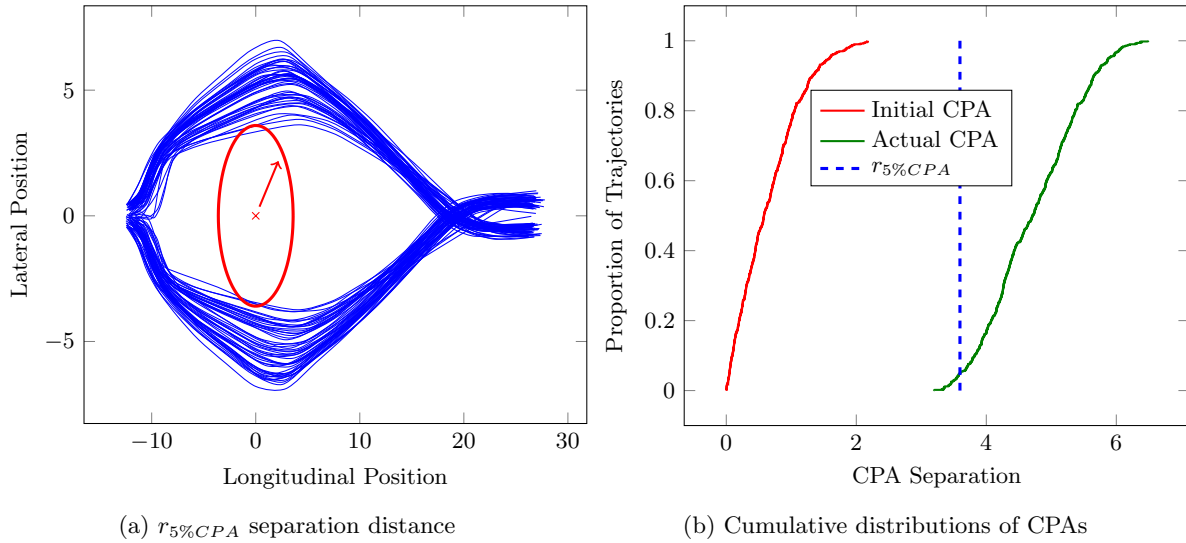 5
0
−5
−10
0
10
20
30
Lateral Position
Longitudinal Position
(a) r5%CPA separation distance
1
0.8
0.6
0.4
0.2
0
0
2
4
6
Proportion of Trajectories
CPA Separation
Initial CPA
Actual CPA
r5%CPA
(b) Cumulative distributions of CPAs